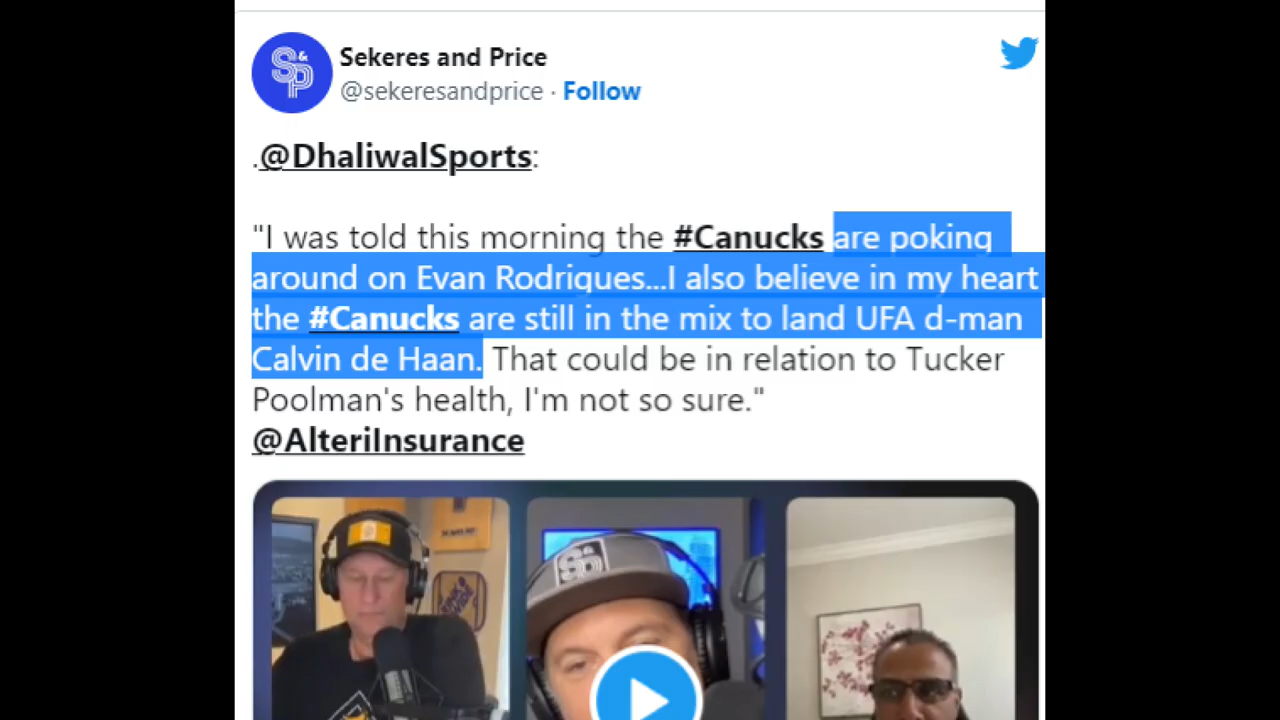 Sekeres and Price
@sekeresandprice · Follow
.@DhaliwalSports:
"I was told this morning the #Canucks are poking
around on Evan Rodrigues...I also believe in my heart
the #Canucks are still in the mix to land UFA d-man
Calvin de Haan. That could be in relation to Tucker
Poolman's health, I'm not so sure."
@AlteriInsurance
S&P
S&P